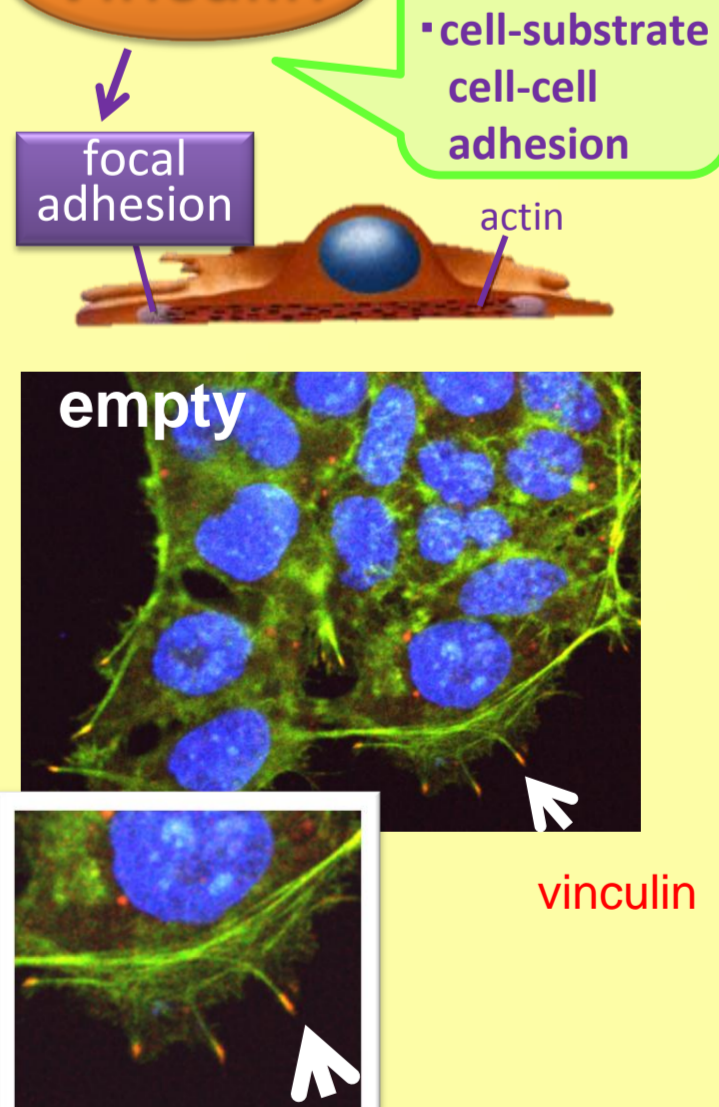 ▪cell-substrate
cell-cell
adhesion
focal
adhesion
actin
empty
vinculin